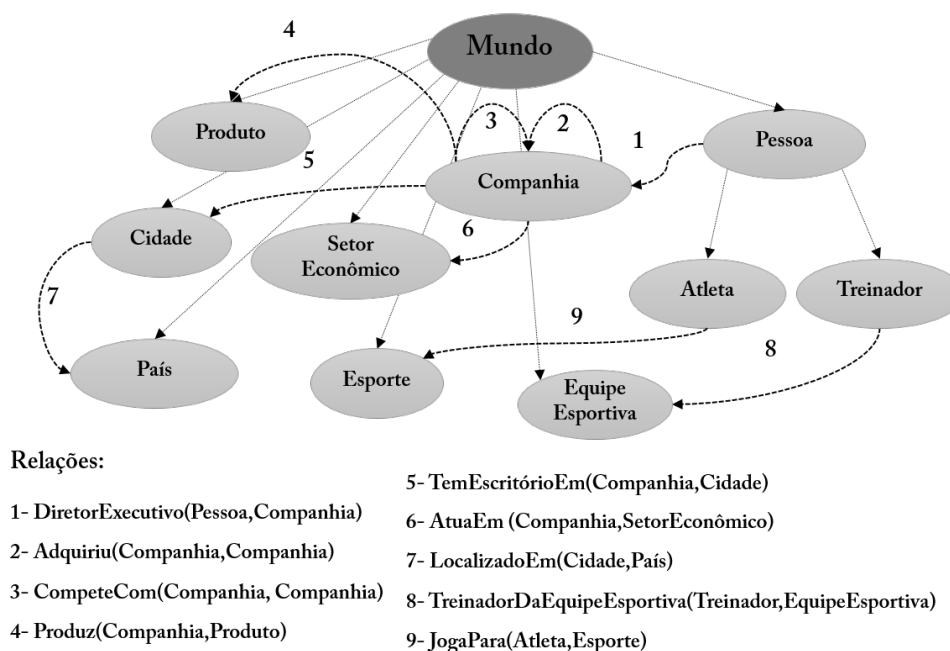 Mundo
4
Produto
3
2
1
Pessoa
5
Companhia
Cidade
6
Setor
Econômico
7
Atleta
Treinador
9
País
Esporte
8
Equipe
Esportiva
Relações:
1- DiretorExecutivo(Pessoa,Companhia)
2- Adquiriu(Companhia,Companhia)
3- CompeteCom(Companhia, Companhia)
4- Produz(Companhia,Produto)
5- TemEscritórioEm(Companhia,Cidade)
6- AtuaEm (Companhia,SetorEconômico)
7- LocalizadoEm(Cidade,País)
8- TreinadorDaEquipeEsportiva(Treinador,EquipeEsportiva)
9- JogaPara(Atleta,Esporte)